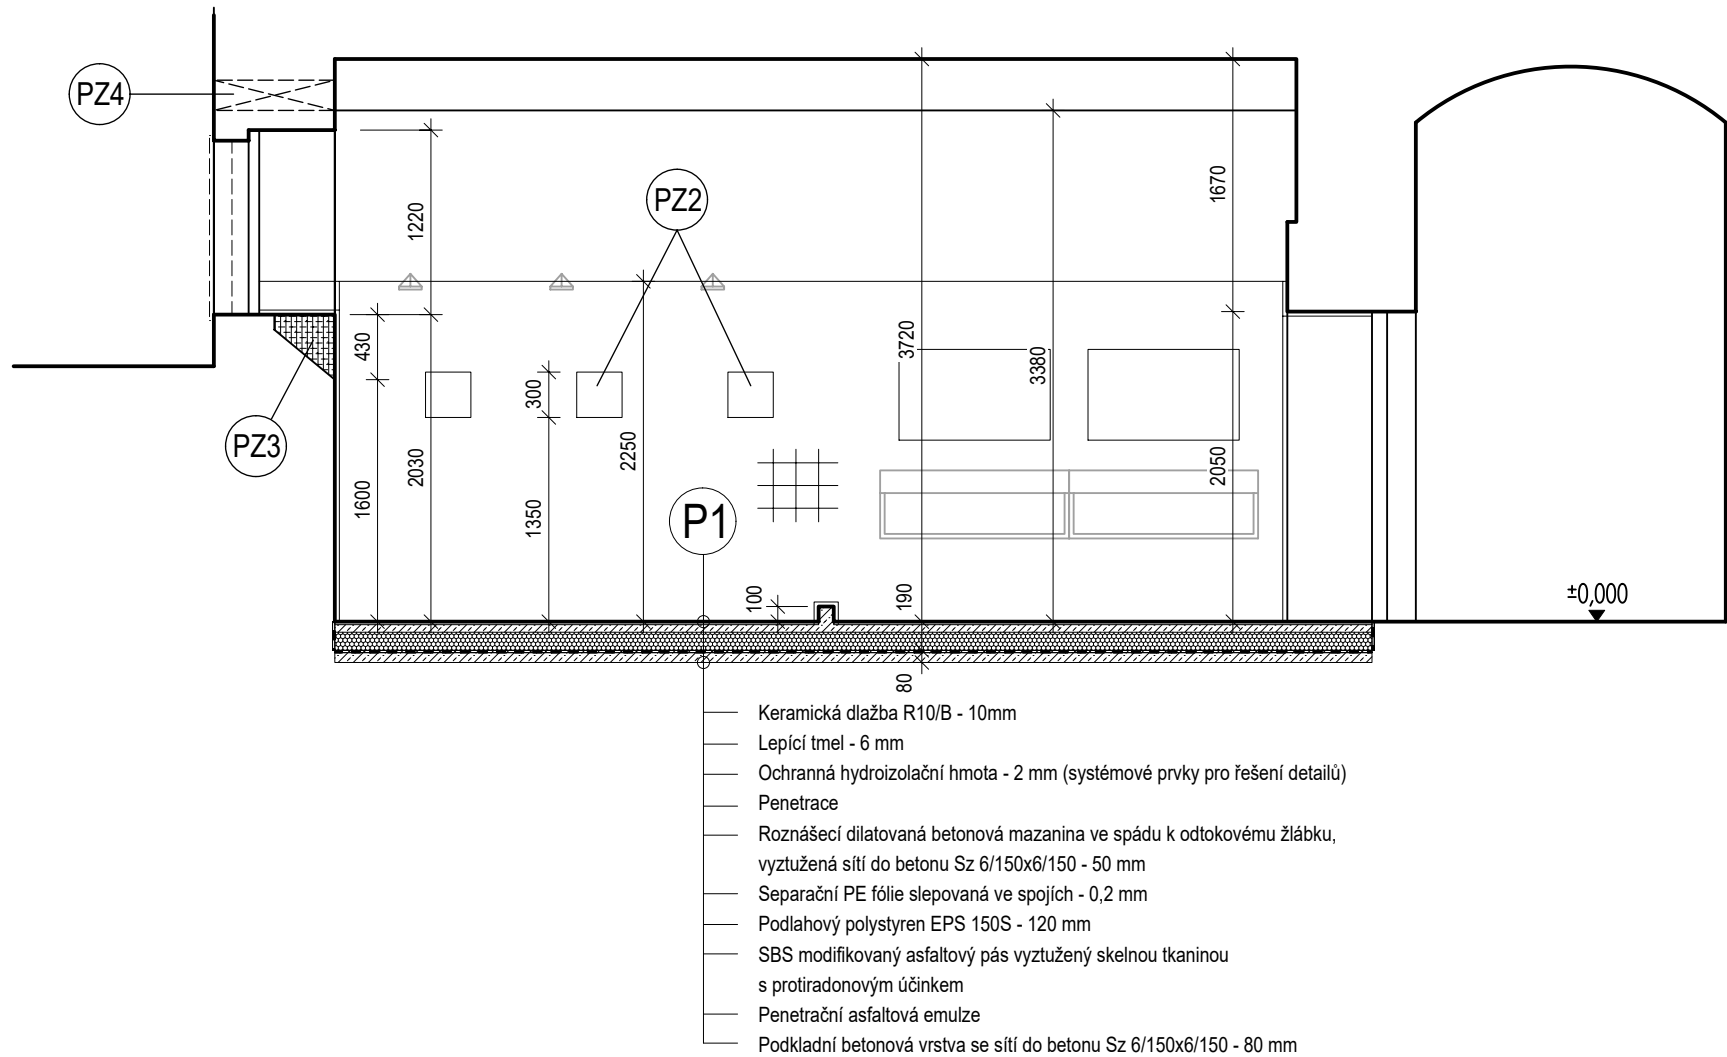 PZ4
PZ2
1220
1670
430
3720
3380
300
PZ3
2030
2250
2050
1600
1350
P1
100
190
±0,000
80
Keramická dlažba R10/B - 10mm
Lepící tmel - 6 mm
Ochranná hydroizolační hmota - 2 mm (systémové prvky pro řešení detailů)
Penetrace
Roznášecí dilatovaná betonová mazanina ve spádu k odtokovému žlábku,
vyztužená sítí do betonu Sz 6/150x6/150 - 50 mm
Separační PE fólie slepovaná ve spojích - 0,2 mm
Podlahový polystyren EPS 150S - 120 mm
SBS modifikovaný asfaltový pás vyztužený skelnou tkaninou
s protiradonovým účinkem
Penetrační asfaltová emulze
Podkladní betonová vrstva se sítí do betonu Sz 6/150x6/150 - 80 mm